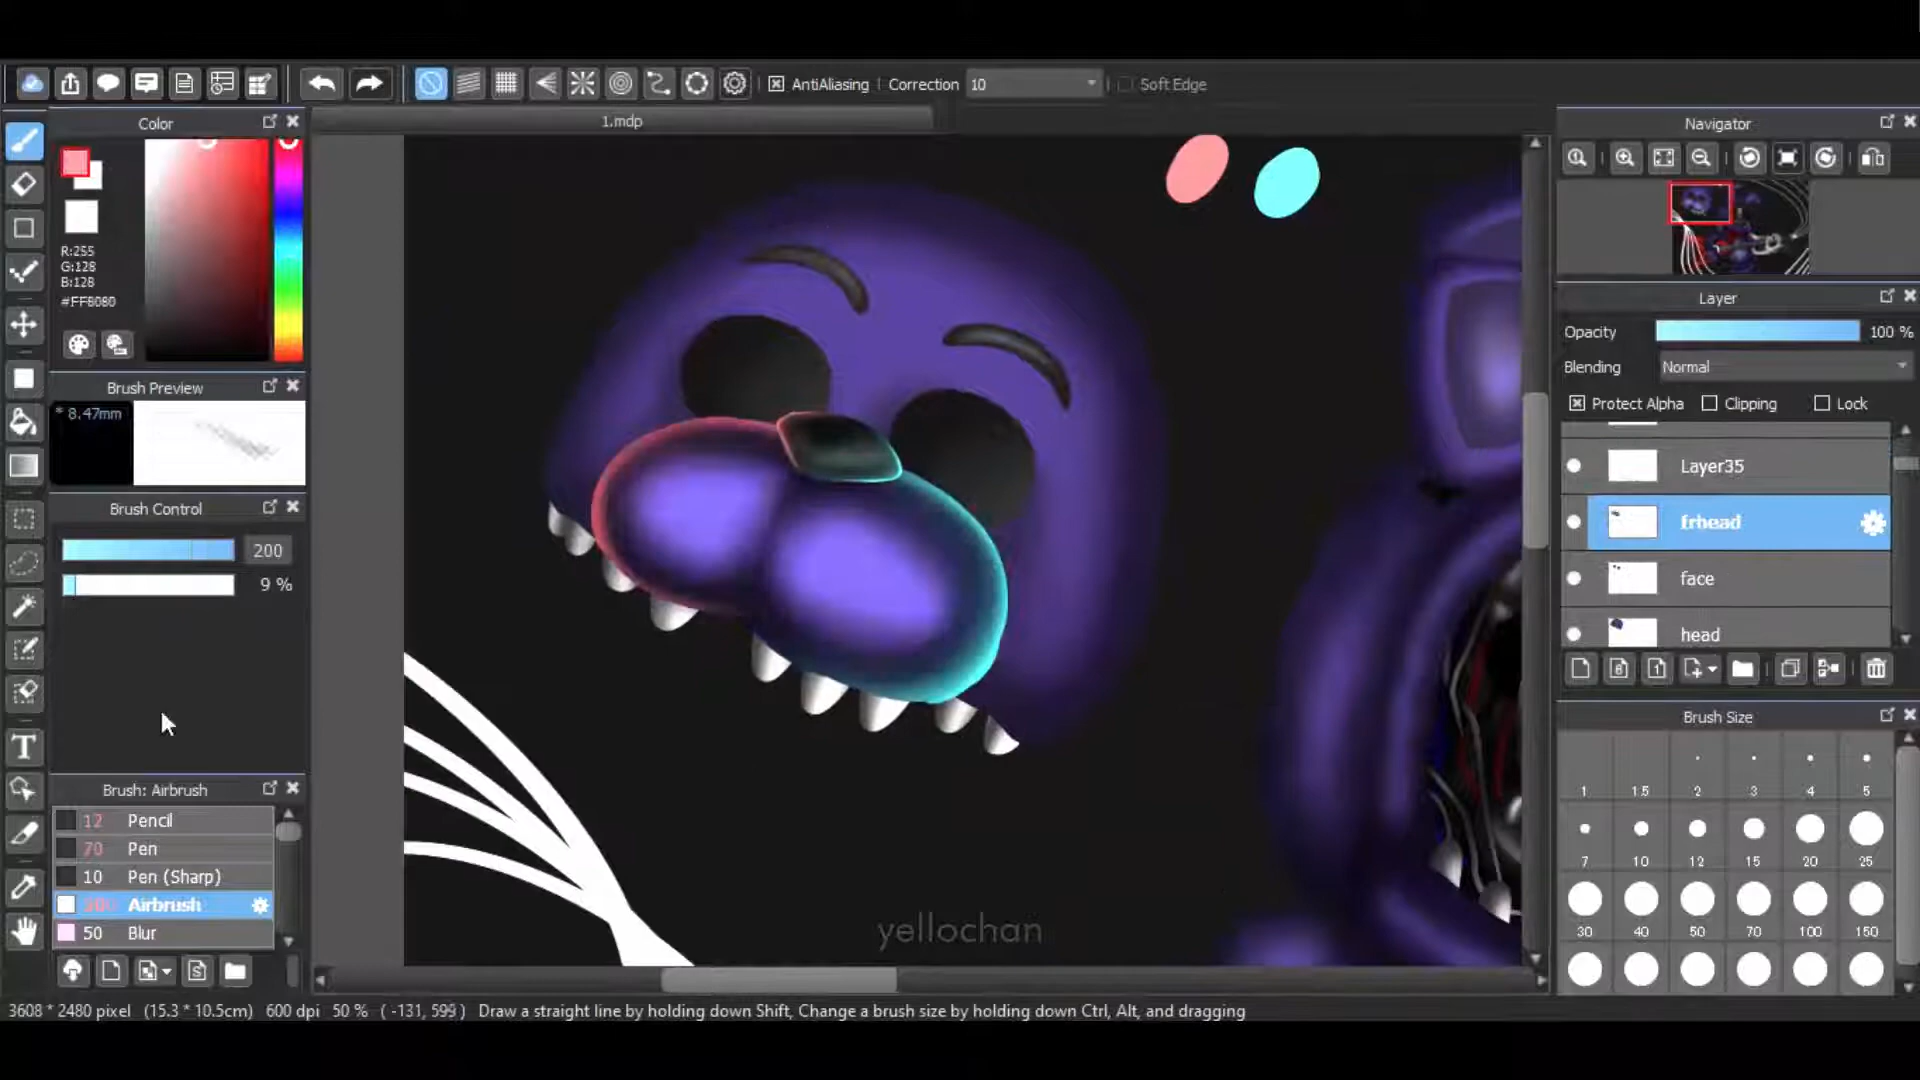 AntiAliasing
Correction
10
Soft Edge
Color
1.mdp
Navigator
R:255
G:128
B:128
#FF8080
Layer
Opacity
100 %
Blending
Normal
Protect Alpha
Clipping
Lock
Brush Preview
* 8.47mm
Layer35
Brush Control
frhead
200
9 %
face
head
Brush Size
1
1.5
2
3
4
5
Brush: Airbrush
12 Pencil
70 Pen
10 Pen (Sharp)
Airbrush
50 Blur
7
10
12
15
20
25
30
40
50
70
100
150
T
yellochan
3608 * 2480 pixel (15.3 * 10.5cm) 600 dpi 50 % ( -131, 599 ) Draw a straight line by holding down Shift, Change a brush size by holding down Ctrl, Alt, and dragging